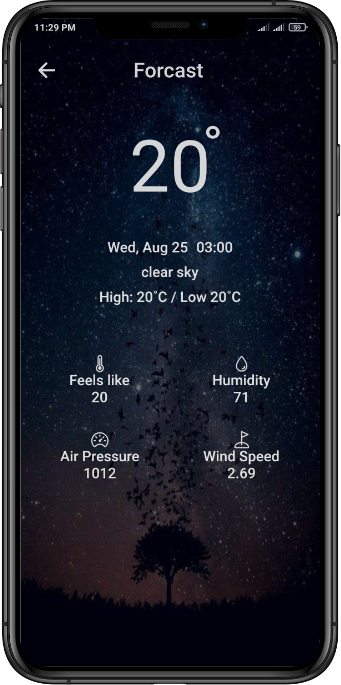 11:29 PM
59
Forcast
20°
Wed, Aug 25 03:00
clear sky
High: 20°C / Low 20°C
Feels like
20
Humidity
71
Air Pressure
1012
Wind Speed
2.69